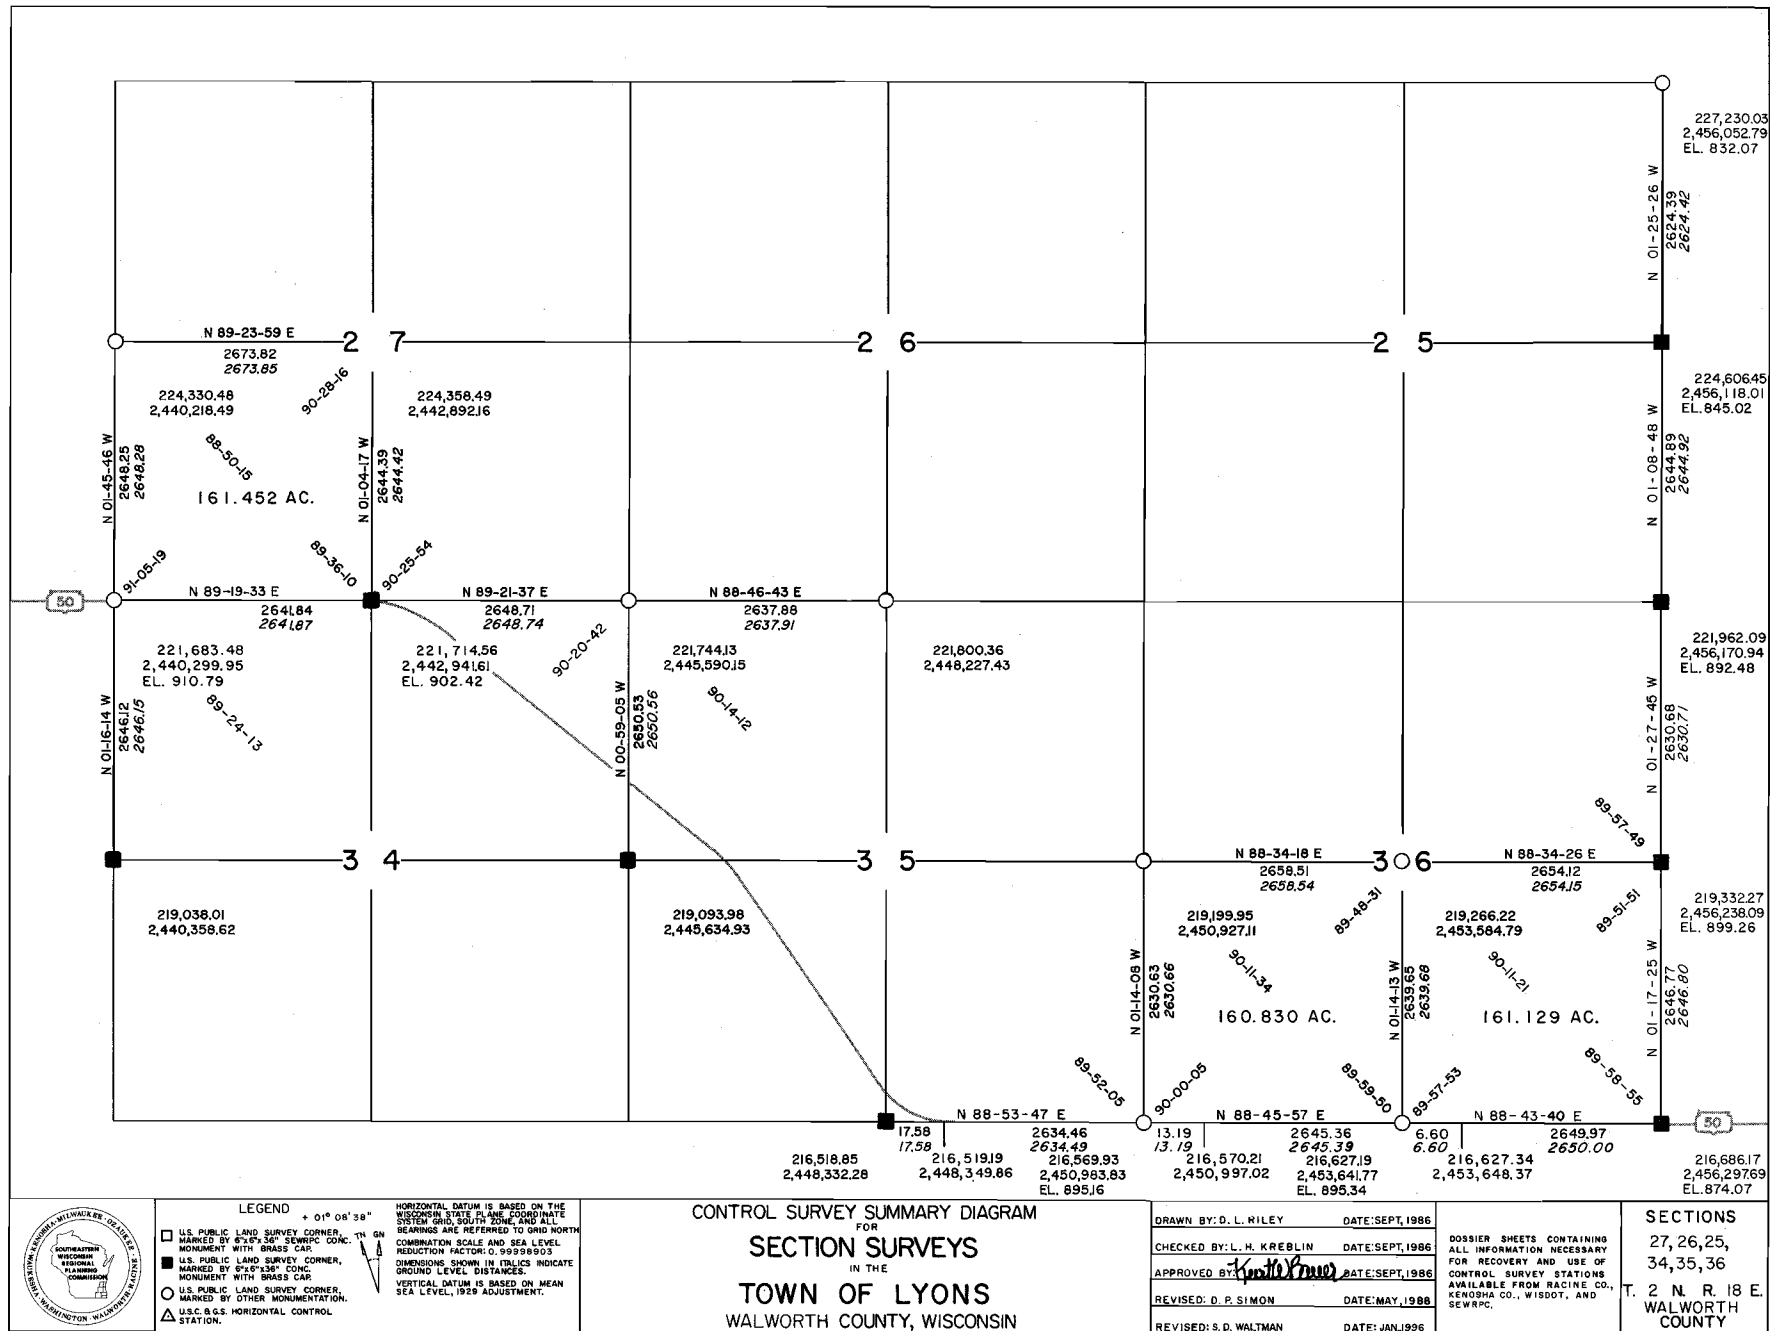 227,230.03
2,456,052.79
EL. 832.07
N 01-25-26 W
2624.39
2624.42
N 89-23-59 E
2 7
2 6
2 5
2673.82
2673.85
90-28-16
224,330.48
2,440,218.49
224,358.49
2,442,892.16
224,606.45
2,456,118.01
EL.845.02
88-50-15
N 01-45-46 W
2648.25
2648.28
N 01-04-17 W
2644.39
2644.42
N 01-08-48 W
2644.89
2644.92
161.452 AC.
91-05-19
89-36-10
90-25-54
50
N 89-19-33 E
2641.84
2641.87
N 89-21-37 E
2648.71
2648.74
N 88-46-43 E
2637.88
2637.91
90-20-42
221,683.48
2,440,299.95
EL. 910.79
221,714.56
2,442,941.61
EL. 902.42
221,744.13
2,445,590.15
221,800.36
2,448,227.43
221,962.09
2,456,170.94
EL. 892.48
89-24-13
90-14-12
N 01-16-14 W
2646.12
2646.15
N 00-59-05 W
2650.53
2650.56
N 01-27-45 W
2630.68
2630.71
89-57-49
3 4
3 5
N 88-34-18 E
3 6
N 88-34-26 E
2658.51
2658.54
2654.12
2654.15
89-48-31
89-51-51
219,038.01
2,440,358.62
219,093.98
2,445,634.93
219,199.95
2,450,927.11
219,266.22
2,453,584.79
219,332.27
2,456,238.09
EL. 899.26
90-11-34
90-11-21
N 01-14-08 W
2630.63
2630.66
N 01-14-13 W
2639.65
2639.68
N 01-17-25 W
2646.77
2646.80
160.830 AC.
161.129 AC.
89-52-05
90-00-05
89-59-50
89-57-53
89-58-55
N 88-53-47 E
N 88-45-57 E
N 88-43-40 E
50
17.58
17.58
2634.46
2634.49
13.19
13.19
2645.36
2645.39
6.60
6.60
2649.97
2650.00
216,518.85
2,448,332.28
216,519.19
2,448,349.86
216,569.93
2,450,983.83
EL. 895.16
216,570.21
2,450,997.02
216,627.19
2,453,641.77
EL. 895.34
216,627.34
2,453,648.37
216,686.17
2,456,297.69
EL.874.07
KENOSHA·MILWAUKEE·OZAUKEE·RACINE·WALWORTH·WASHINGTON·WAUKESHA
SOUTHEASTERN
WISCONSIN
REGIONAL
PLANNING
COMMISSION
LEGEND
+ 01° 08' 38"
TN GN
U.S. PUBLIC LAND SURVEY CORNER,
MARKED BY 6"x6"x36" SEWRPC CONC.
MONUMENT WITH BRASS CAP.
U.S. PUBLIC LAND SURVEY CORNER,
MARKED BY 6"x6"x36" CONC.
MONUMENT WITH BRASS CAP.
U.S. PUBLIC LAND SURVEY CORNER,
MARKED BY OTHER MONUMENTATION.
U.S.C. & G.S. HORIZONTAL CONTROL
STATION.
HORIZONTAL DATUM IS BASED ON THE
WISCONSIN STATE PLANE COORDINATE
SYSTEM GRID, SOUTH ZONE, AND ALL
BEARINGS ARE REFERRED TO GRID NORTH
COMBINATION SCALE AND SEA LEVEL
REDUCTION FACTOR: 0.99998903
DIMENSIONS SHOWN IN ITALICS INDICATE
GROUND LEVEL DISTANCES.
VERTICAL DATUM IS BASED ON MEAN
SEA LEVEL, 1929 ADJUSTMENT.
CONTROL SURVEY SUMMARY DIAGRAM
FOR
SECTION SURVEYS
IN THE
TOWN OF LYONS
WALWORTH COUNTY, WISCONSIN
DRAWN BY: D. L. RILEY DATE: SEPT, 1986
CHECKED BY: L. H. KREBLIN DATE: SEPT, 1986
APPROVED BY: DATE: SEPT, 1986
REVISED: D. P. SIMON DATE: MAY, 1988
REVISED: S. D. WALTMAN DATE: JAN, 1996
DOSSIER SHEETS CONTAINING
ALL INFORMATION NECESSARY
FOR RECOVERY AND USE OF
CONTROL SURVEY STATIONS
AVAILABLE FROM RACINE CO.,
KENOSHA CO., WISDOT, AND
SEWRPC.
SECTIONS
27, 26, 25,
34, 35, 36
T. 2 N. R. 18 E.
WALWORTH
COUNTY